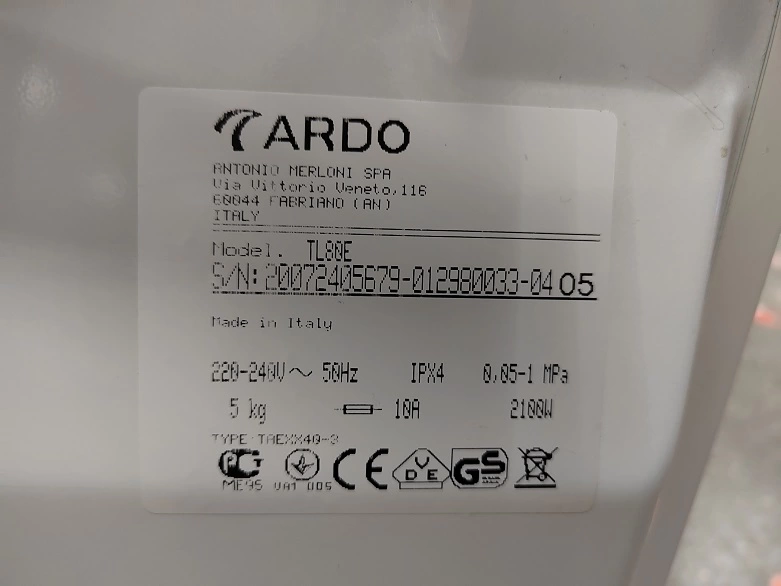 ARDO
ANTONIO MERLONI SPA
Via Vittorio Veneto,116
60044 FABRIANO (AN)
ITALY
Model. TL80E
S/N: 20072405679-012980033-04 05
Made in Italy
220-240V ~ 50Hz IPX4 0,05-1 MPa
5 kg 10A 2100W
TYPE TAEXX40-3
CE DVE GS
ME95